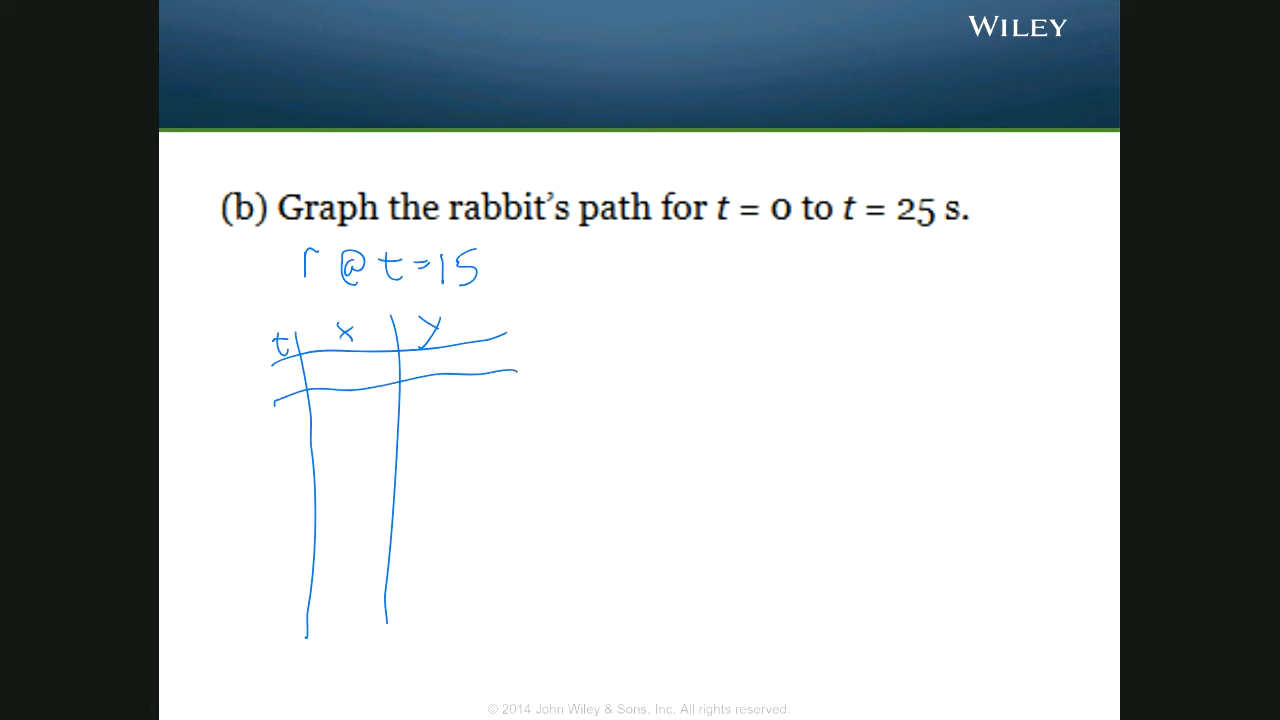 WILEY
(b) Graph the rabbit's path for t = 0 to t = 25 s.
r @ t=15
t x y
© 2014 John Wiley & Sons, Inc. All rights reserved.